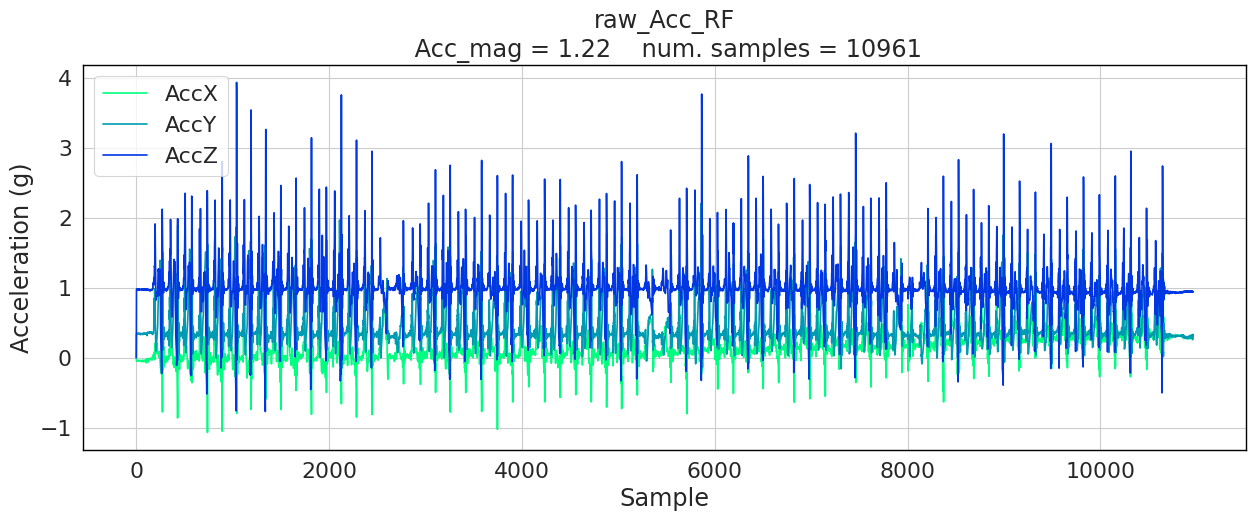 raw_Acc_RF
Acc_mag = 1.22    num. samples = 10961
AccX
AccY
AccZ
Acceleration (g)
4
3
2
1
0
−1
0
2000
4000
6000
8000
10000
Sample